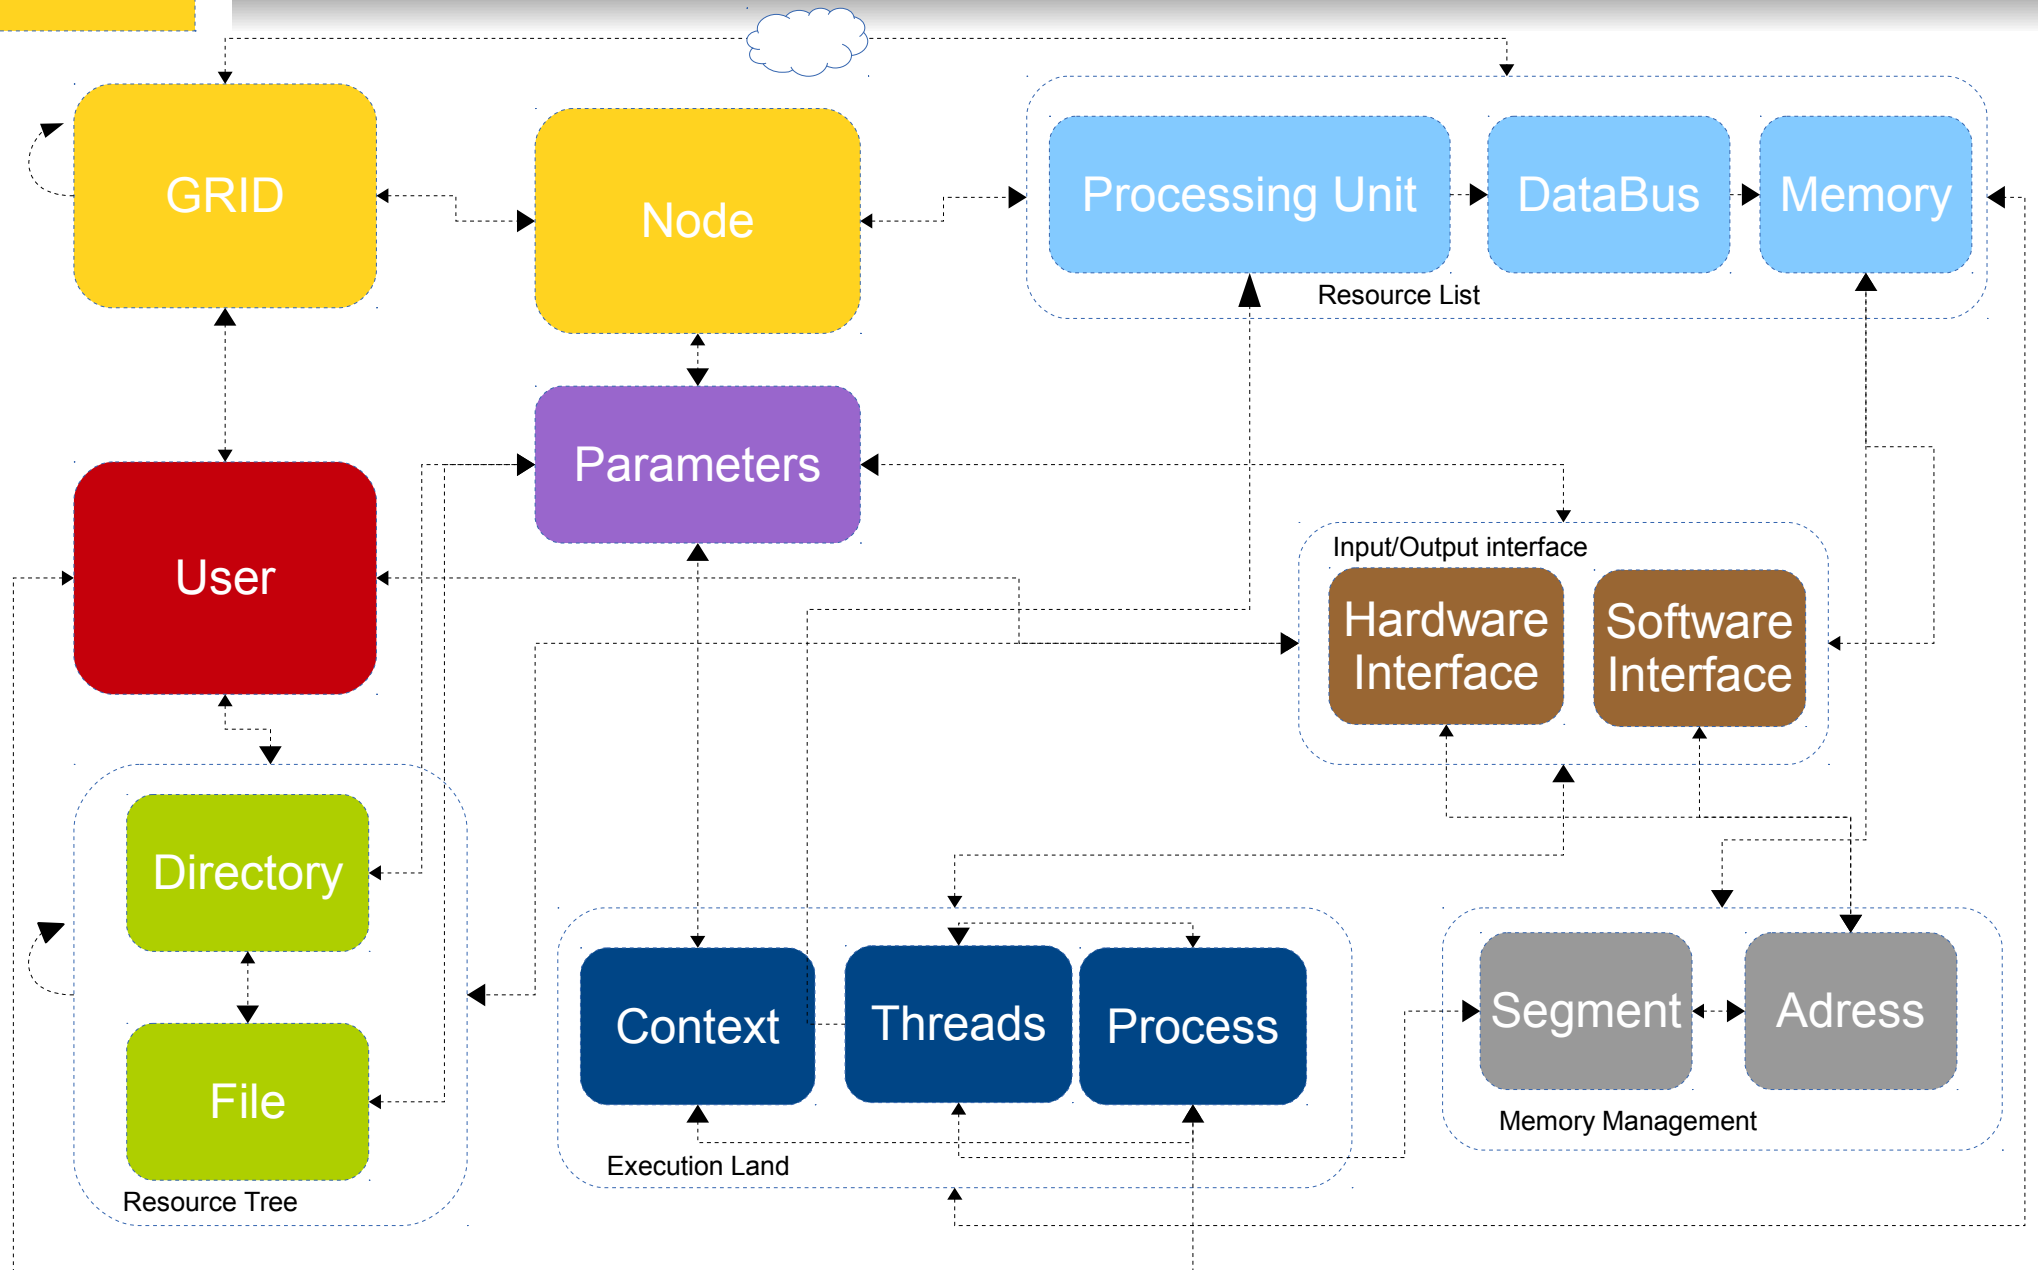 GRID
Node
Processing Unit
DataBus
Memory
Resource List
Parameters
User
Input/Output interface
Hardware
Interface
Software
Interface
Directory
File
Resource Tree
Context
Threads
Process
Execution Land
Segment
Adress
Memory Management